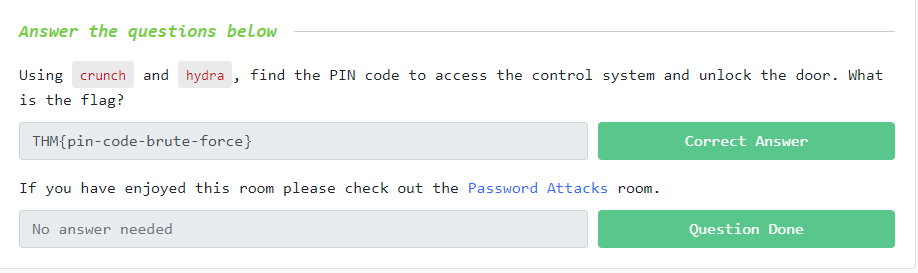 Answer the questions below
Using crunch and hydra, find the PIN code to access the control system and unlock the door. What
is the flag?
THM{pin-code-brute-force}
Correct Answer
If you have enjoyed this room please check out the Password Attacks room.
No answer needed
Question Done